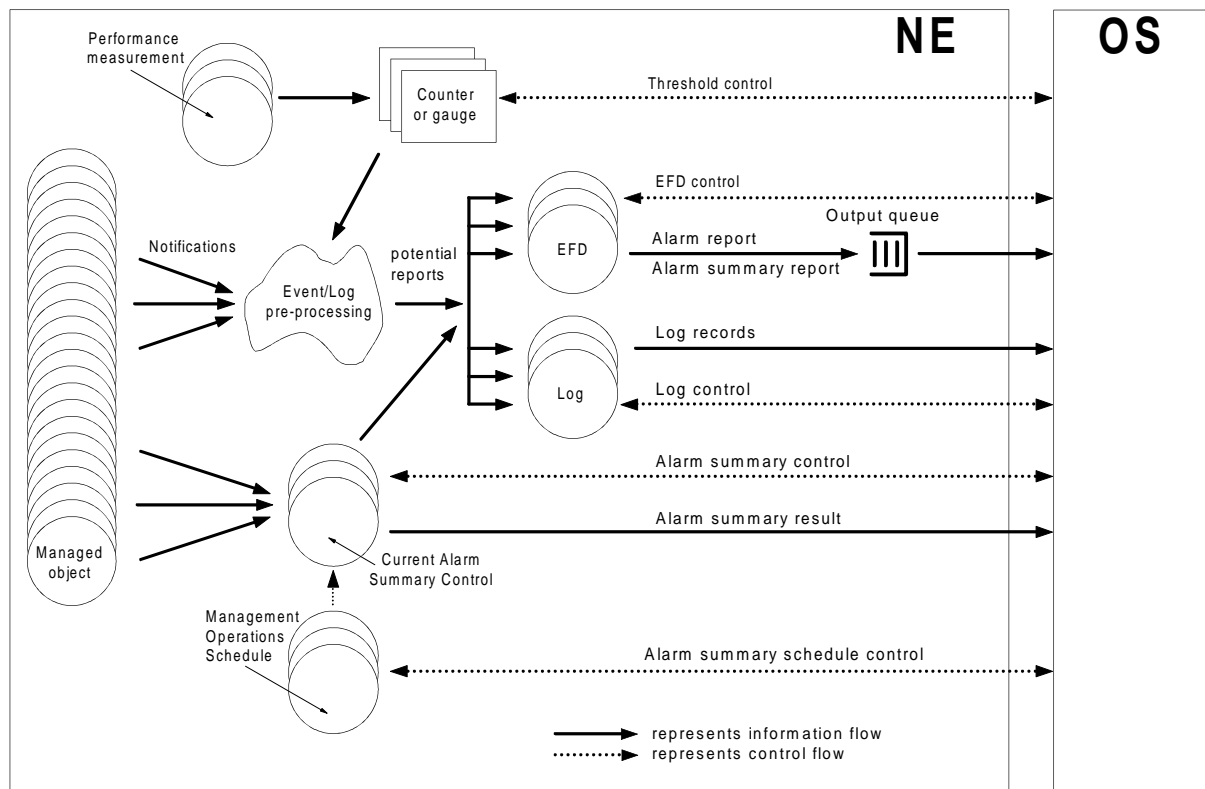 NE
OS
Performance
measurement
Counter
or gauge
Threshold control
EFD control
Output queue
Notifications
potential
reports
EFD
Alarm report
Alarm summary report
Event/Log
pre-processing
Log records
Log
Log control
Alarm summary control
Alarm summary result
Managed
object
Current Alarm
Summary Control
Management
Operations
Schedule
Alarm summary schedule control
represents information flow
represents control flow